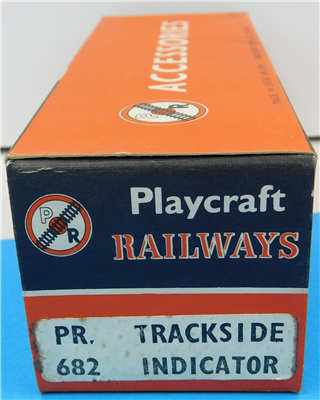 ACCESSORIES
P R
P R
Playcraft
RAILWAYS
PR. TRACKSIDE
682 INDICATOR